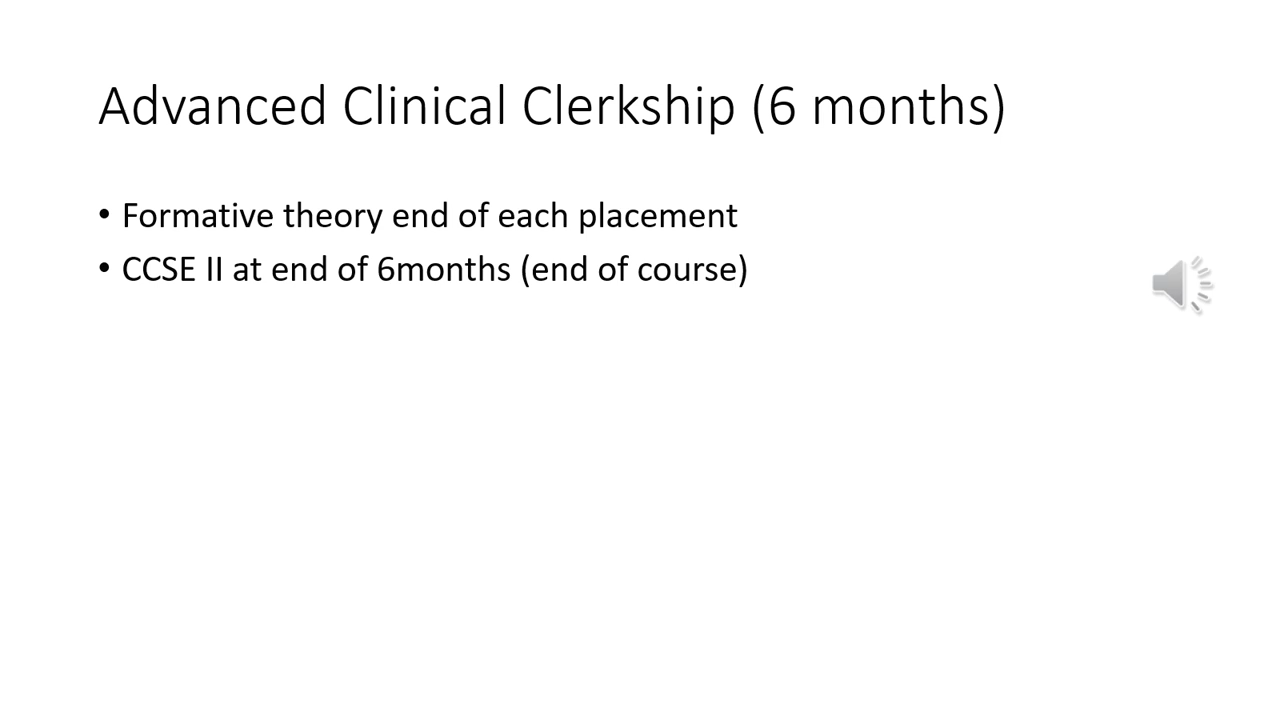 Advanced Clinical Clerkship (6 months)
• Formative theory end of each placement
• CCSE II at end of 6months (end of course)